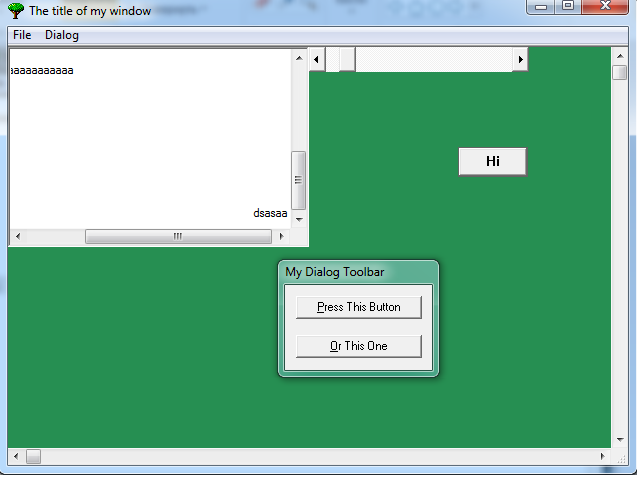 The title of my window
File Dialog
aaaaaaaaaaa
Hi
dsasaa
My Dialog Toolbar
Press This Button
Or This One